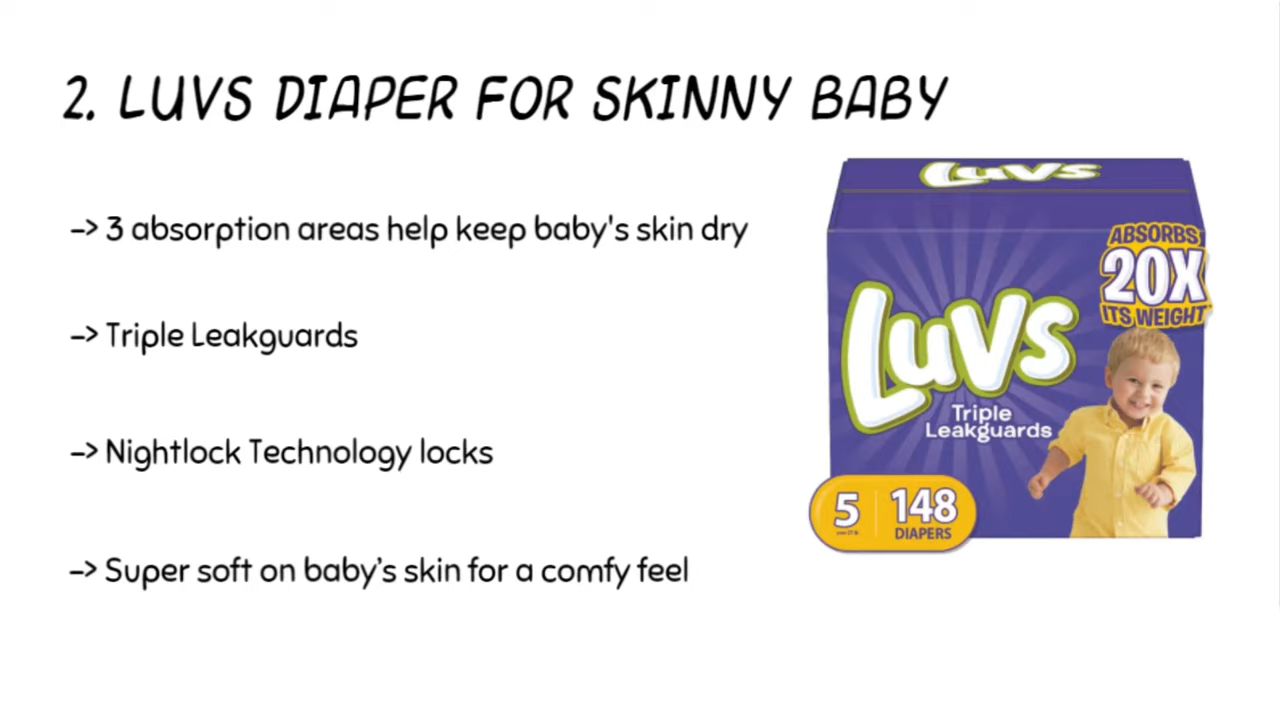 2. LUVS DIAPER FOR SKINNY BABY
-> 3 absorption areas help keep baby's skin dry
-> Triple Leakguards
-> Nightlock Technology locks
-> Super soft on baby's skin for a comfy feel
Luvs
ABSORBS
20X
ITS WEIGHT
Luvs
Triple
Leakguards
5
148
DIAPERS